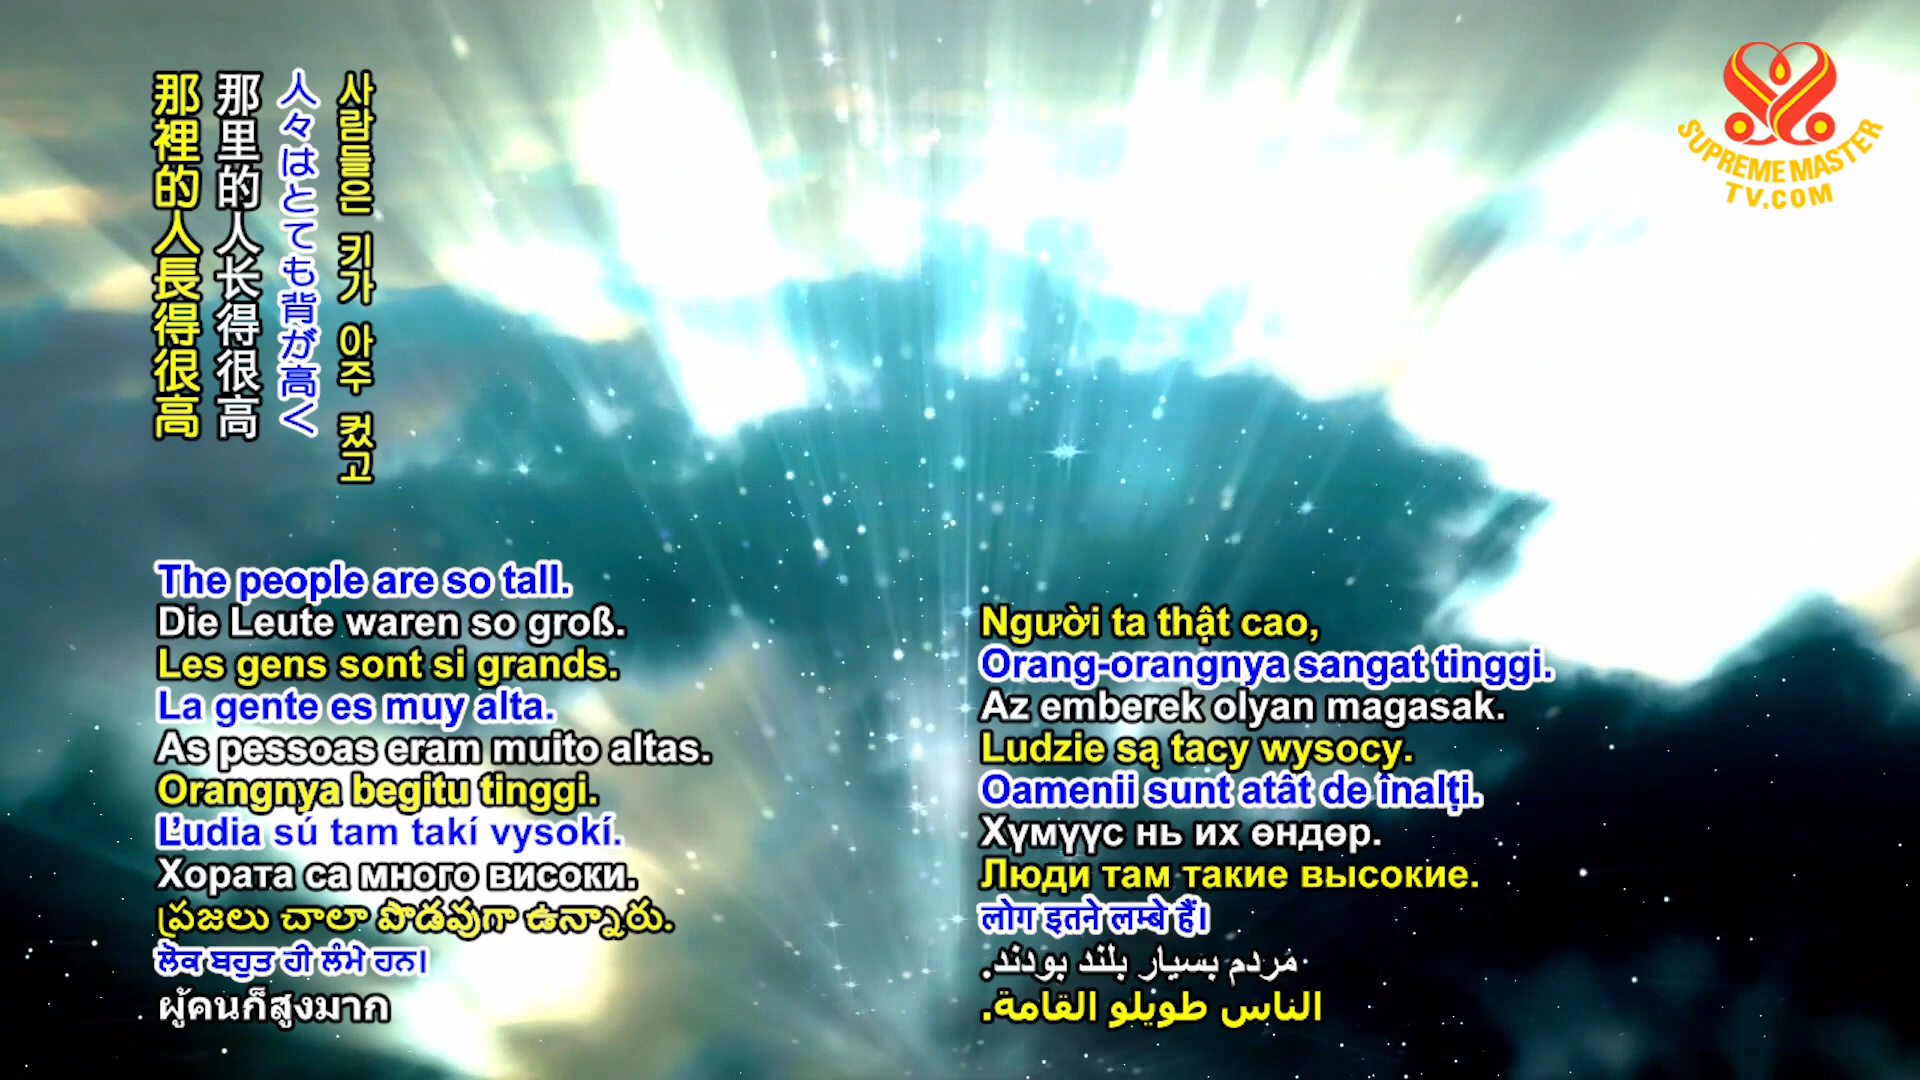 那裡的人長得很高
那里的人长得很高
人々はとても背が高く
사람들은 키가 아주 컸고
SUPREME MASTER
TV.COM
The people are so tall.
Die Leute waren so groß.
Les gens sont si grands.
La gente es muy alta.
As pessoas eram muito altas.
Orangnya begitu tinggi.
Ľudia sú tam takí vysokí.
Хората са много високи.
ప్రజలు చాలా పొడవుగా ఉన్నారు.
ਲੋਕ ਬਹੁਤ ਹੀ ਲੰਮੇ ਹਨ।
ผู้คนก็สูงมาก
Người ta thật cao,
Orang-orangnya sangat tinggi.
Az emberek olyan magasak.
Ludzie są tacy wysocy.
Oamenii sunt atât de înalți.
Хүмүүс нь их өндөр.
Люди там такие высокие.
लोग इतने लम्बे हैं।
مردم بسیار بلند بودند.
الناس طويلو القامة.